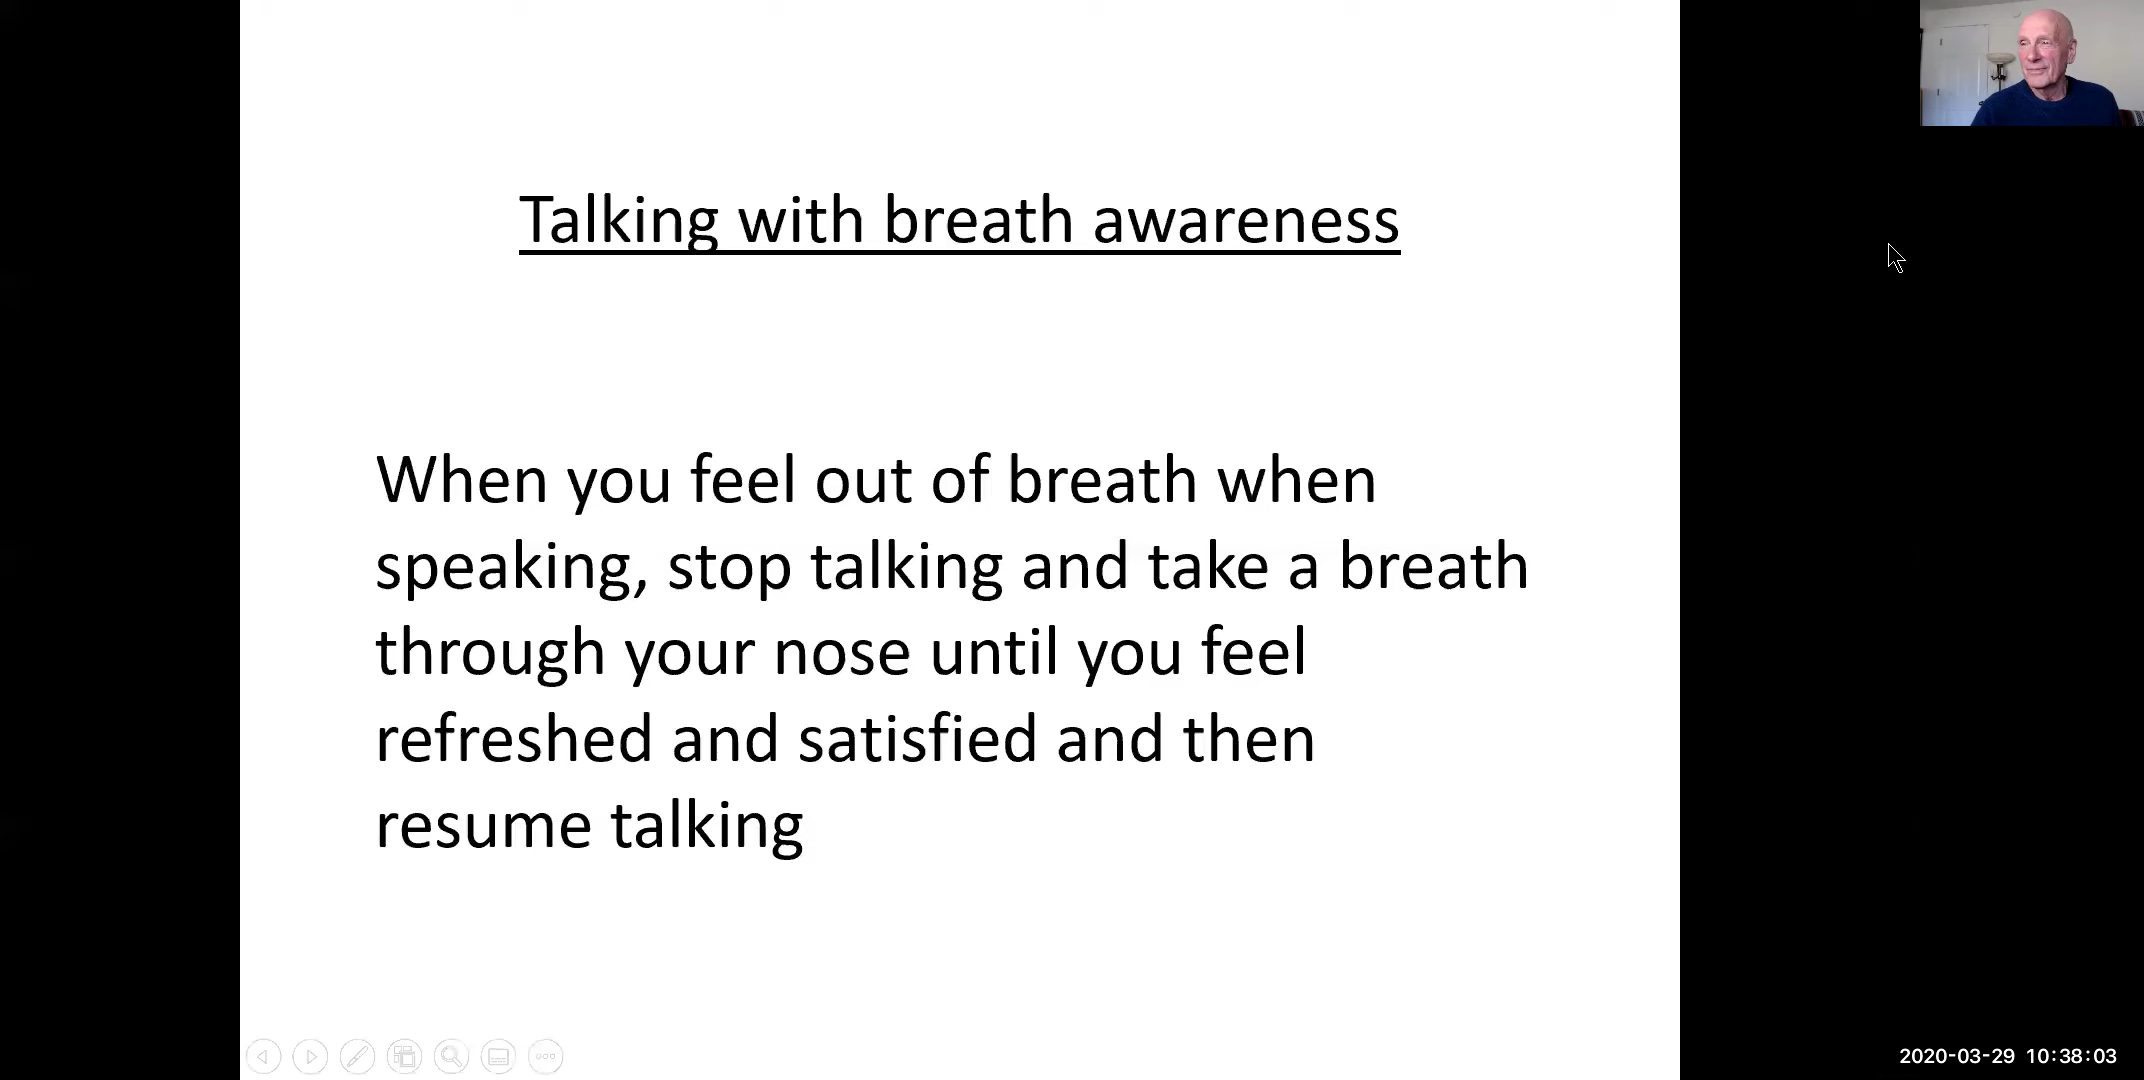 Talking with breath awareness
When you feel out of breath when
speaking, stop talking and take a breath
through your nose until you feel
refreshed and satisfied and then
resume talking
2020-03-29 10:38:03